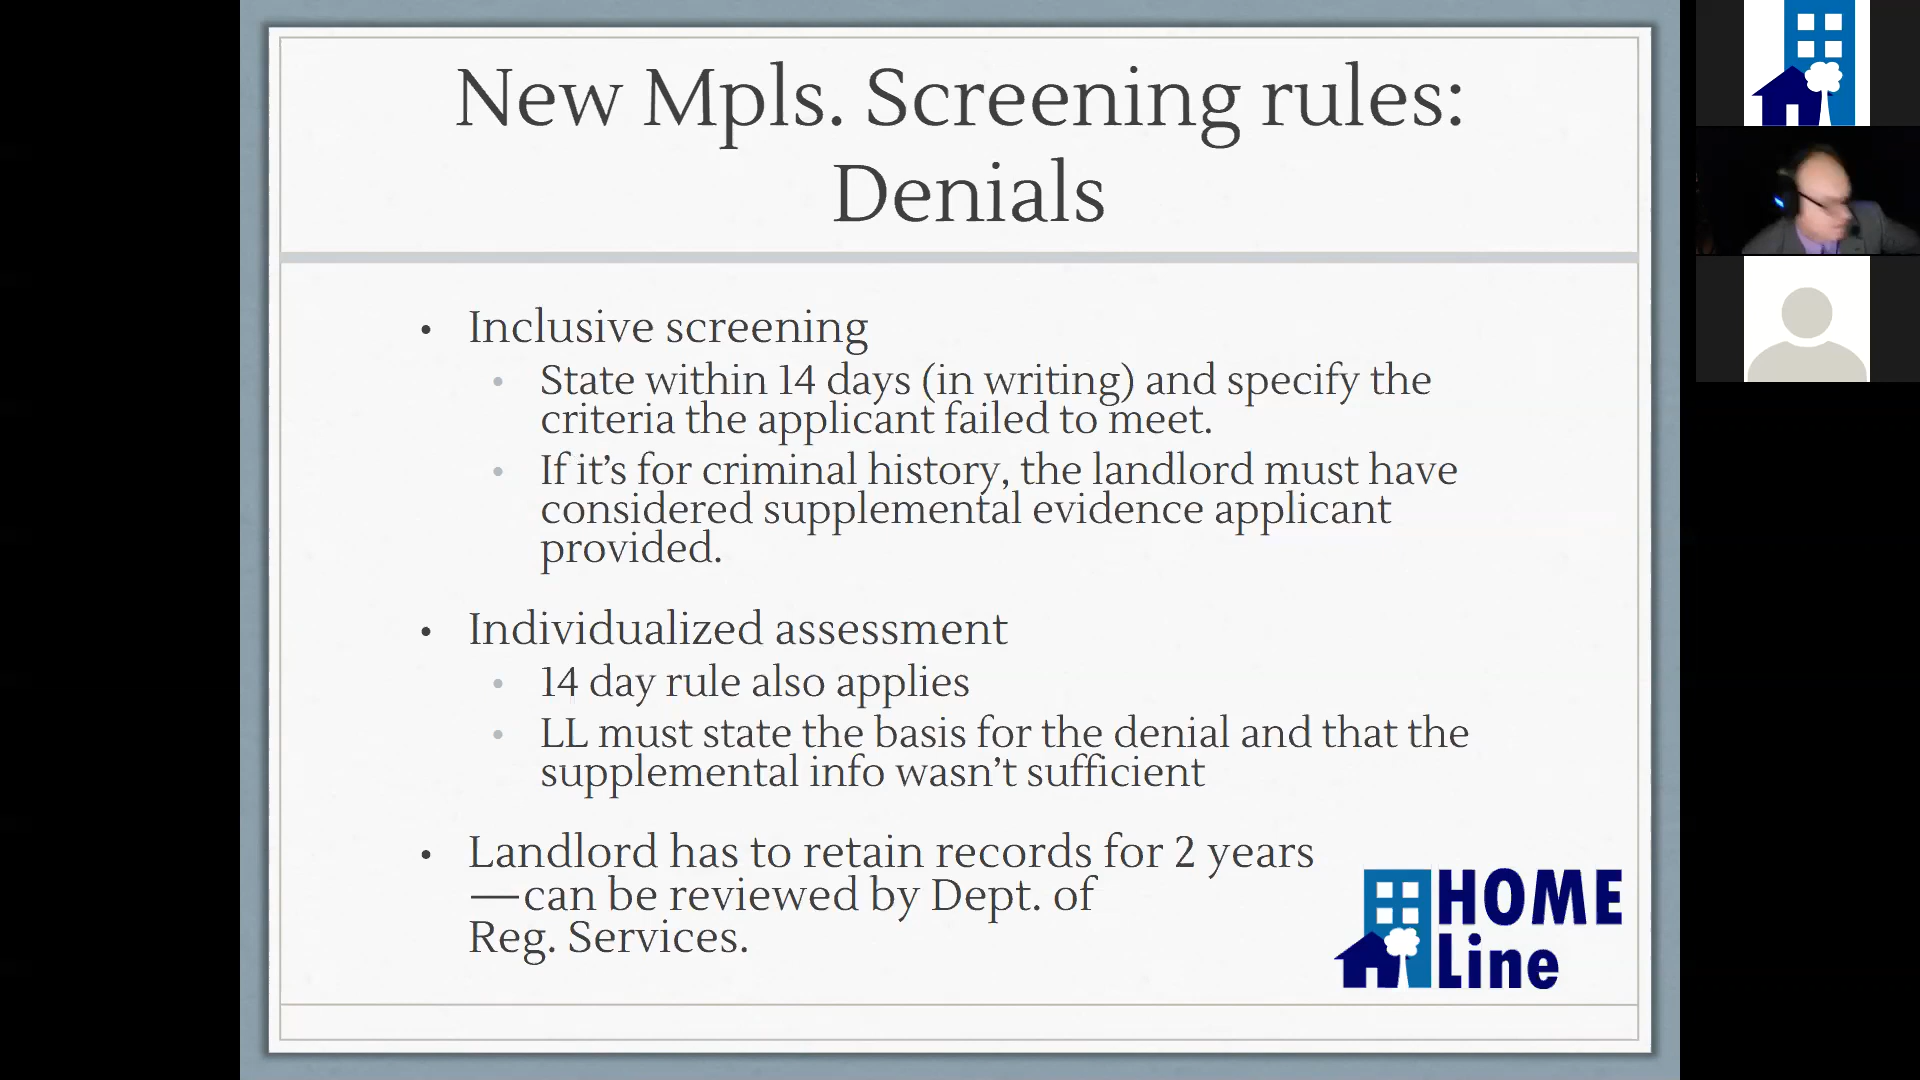 New Mpls. Screening rules:
Denials
• Inclusive screening
• State within 14 days (in writing) and specify the
criteria the applicant failed to meet.
• If it’s for criminal history, the landlord must have
considered supplemental evidence applicant
provided.
• Individualized assessment
• 14 day rule also applies
• LL must state the basis for the denial and that the
supplemental info wasn’t sufficient
• Landlord has to retain records for 2 years
—can be reviewed by Dept. of
Reg. Services.
HOME
Line